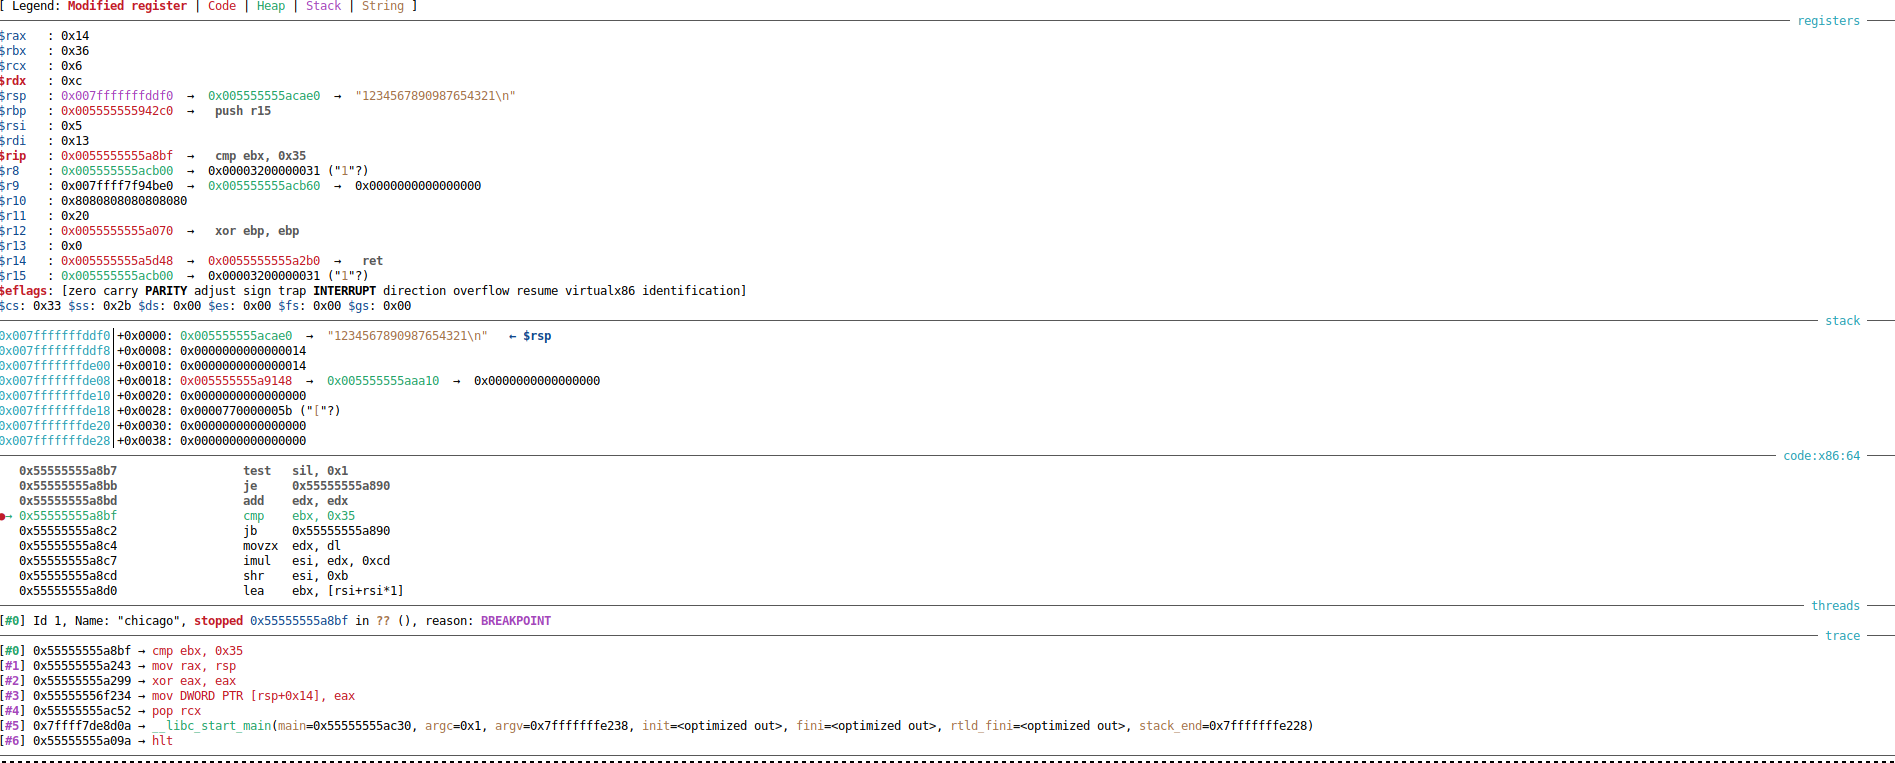 [ Legend: Modified register | Code | Heap | Stack | String ]
registers
$rax   : 0x14
$rbx   : 0x36
$rcx   : 0x6
$rdx   : 0xc
$rsp   : 0x007fffffffddf0  →  0x005555555acae0  →  "1234567890987654321\n"
$rbp   : 0x005555555942c0  →   push r15
$rsi   : 0x5
$rdi   : 0x13
$rip   : 0x0055555555a8bf  →   cmp ebx, 0x35
$r8    : 0x005555555acb00  →  0x00003200000031 ("1"?)
$r9    : 0x007ffff7f94be0  →  0x005555555acb60  →  0x0000000000000000
$r10   : 0x8080808080808080
$r11   : 0x20
$r12   : 0x0055555555a070  →   xor ebp, ebp
$r13   : 0x0
$r14   : 0x005555555a5d48  →  0x0055555555a2b0  →   ret
$r15   : 0x005555555acb00  →  0x00003200000031 ("1"?)
$eflags: [zero carry PARITY adjust sign trap INTERRUPT direction overflow resume virtualx86 identification]
$cs: 0x33 $ss: 0x2b $ds: 0x00 $es: 0x00 $fs: 0x00 $gs: 0x00
stack
0x007fffffffddf0│+0x0000: 0x005555555acae0  →  "1234567890987654321\n"   ← $rsp
0x007fffffffddf8│+0x0008: 0x0000000000000014
0x007fffffffde00│+0x0010: 0x0000000000000014
0x007fffffffde08│+0x0018: 0x005555555a9148  →  0x005555555aaa10  →  0x0000000000000000
0x007fffffffde10│+0x0020: 0x0000000000000000
0x007fffffffde18│+0x0028: 0x0000770000005b ("["?)
0x007fffffffde20│+0x0030: 0x0000000000000000
0x007fffffffde28│+0x0038: 0x0000000000000000
code:x86:64
0x55555555a8b7                  test   sil, 0x1
0x55555555a8bb                  je     0x55555555a890
0x55555555a8bd                  add    edx, edx
●→ 0x55555555a8bf                  cmp    ebx, 0x35
0x55555555a8c2                  jb     0x55555555a890
0x55555555a8c4                  movzx  edx, dl
0x55555555a8c7                  imul   esi, edx, 0xcd
0x55555555a8cd                  shr    esi, 0xb
0x55555555a8d0                  lea    ebx, [rsi+rsi*1]
threads
[#0] Id 1, Name: "chicago", stopped 0x55555555a8bf in ?? (), reason: BREAKPOINT
trace
[#0] 0x55555555a8bf → cmp ebx, 0x35
[#1] 0x55555555a243 → mov rax, rsp
[#2] 0x55555555a299 → xor eax, eax
[#3] 0x55555556f234 → mov DWORD PTR [rsp+0x14], eax
[#4] 0x55555555ac52 → pop rcx
[#5] 0x7ffff7de8d0a → __libc_start_main(main=0x55555555ac30, argc=0x1, argv=0x7fffffffe238, init=<optimized out>, fini=<optimized out>, rtld_fini=<optimized out>, stack_end=0x7fffffffe228)
[#6] 0x55555555a09a → hlt